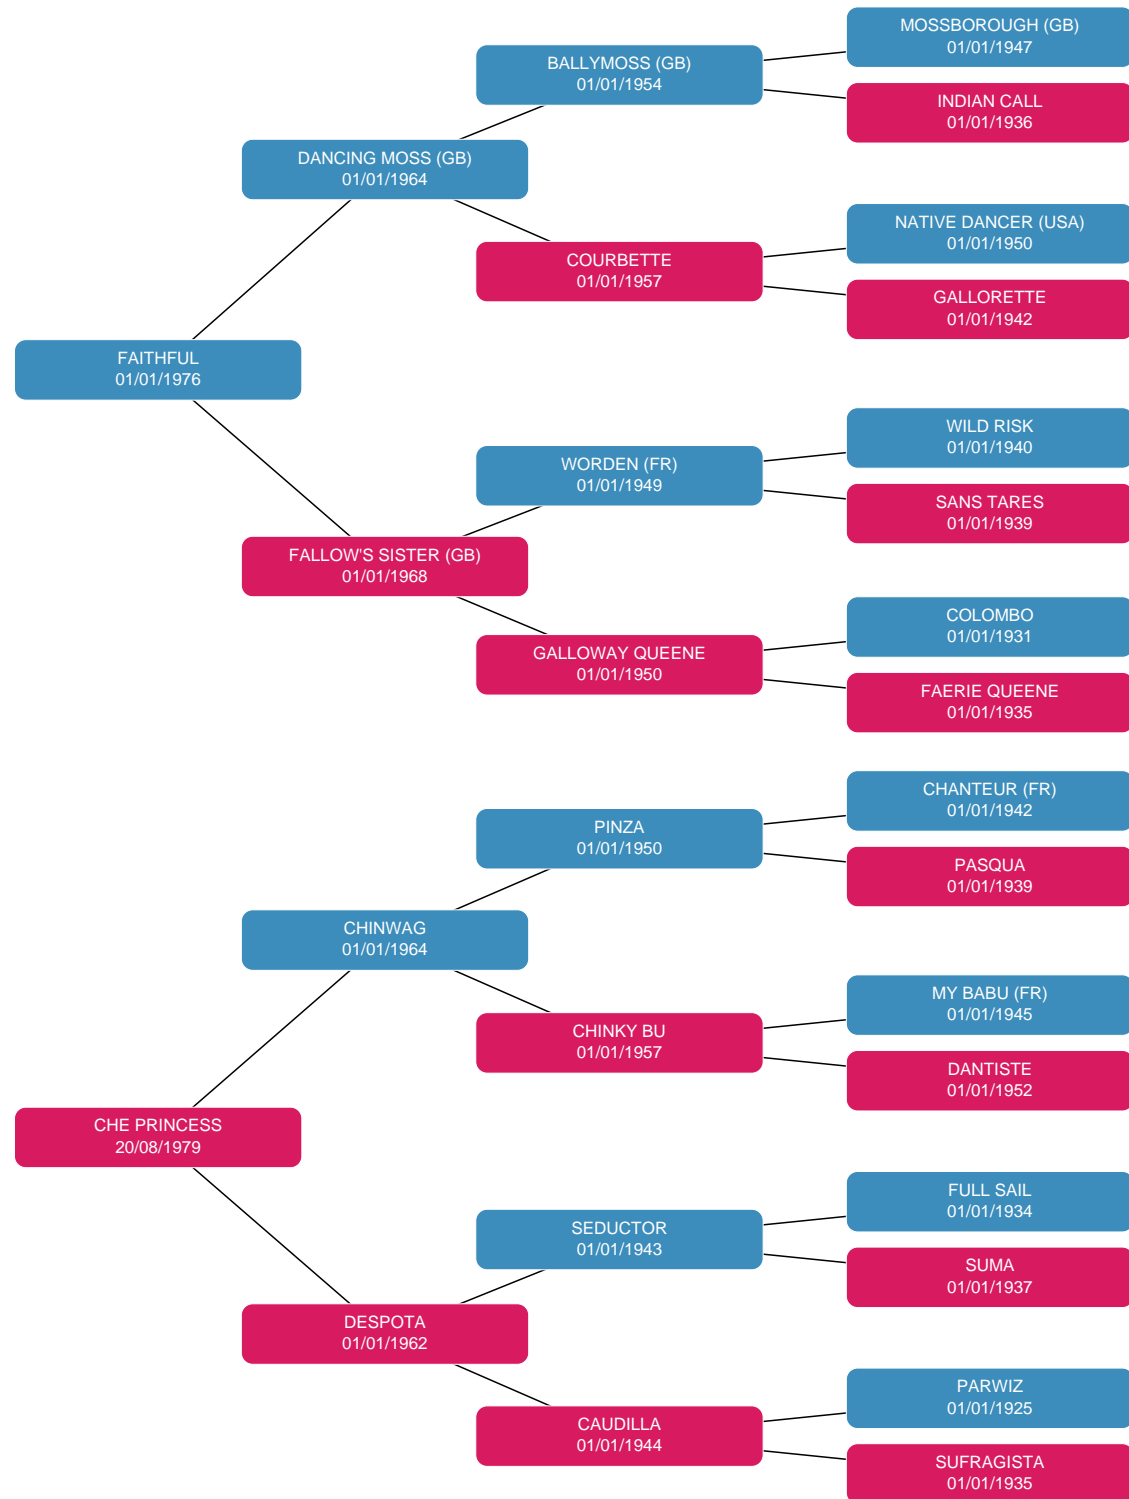 MOSSBOROUGH (GB)
01/01/1947
BALLYMOSS (GB)
01/01/1954
INDIAN CALL
01/01/1936
DANCING MOSS (GB)
01/01/1964
NATIVE DANCER (USA)
01/01/1950
COURBETTE
01/01/1957
GALLORETTE
01/01/1942
FAITHFUL
01/01/1976
WILD RISK
01/01/1940
WORDEN (FR)
01/01/1949
SANS TARES
01/01/1939
FALLOW'S SISTER (GB)
01/01/1968
COLOMBO
01/01/1931
GALLOWAY QUEENE
01/01/1950
FAERIE QUEENE
01/01/1935
CHANTEUR (FR)
01/01/1942
PINZA
01/01/1950
PASQUA
01/01/1939
CHINWAG
01/01/1964
MY BABU (FR)
01/01/1945
CHINKY BU
01/01/1957
DANTISTE
01/01/1952
CHE PRINCESS
20/08/1979
FULL SAIL
01/01/1934
SEDUCTOR
01/01/1943
SUMA
01/01/1937
DESPOTA
01/01/1962
PARWIZ
01/01/1925
CAUDILLA
01/01/1944
SUFRAGISTA
01/01/1935